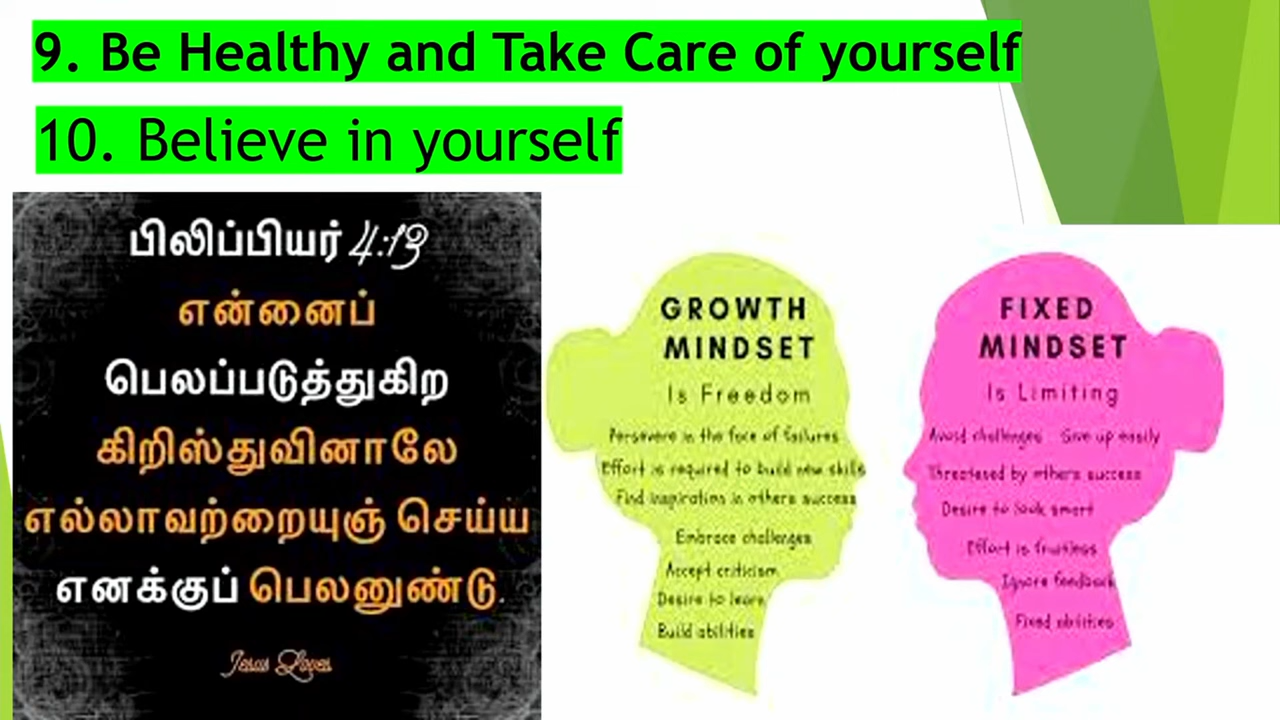 9. Be Healthy and Take Care of yourself
10. Believe in yourself
பிலிப்பியர் 4:13
என்னைப்
பெலப்படுத்துகிற
கிறிஸ்துவினாலே
எல்லாவற்றையுஞ் செய்ய
எனக்குப் பெலனுண்டு.
Jesus Loves
GROWTH
MINDSET
Is Freedom
Persevere in the face of failures
Effort is required to build new skills
Find inspiration in others success
Embrace challenges
Accept criticism
Desire to learn
Build abilities
FIXED
MINDSET
Is Limiting
Avoid challenges Give up easily
Threatened by others success
Desire to look smart
Effort is fruitless
Ignore feedback
Fixed abilities